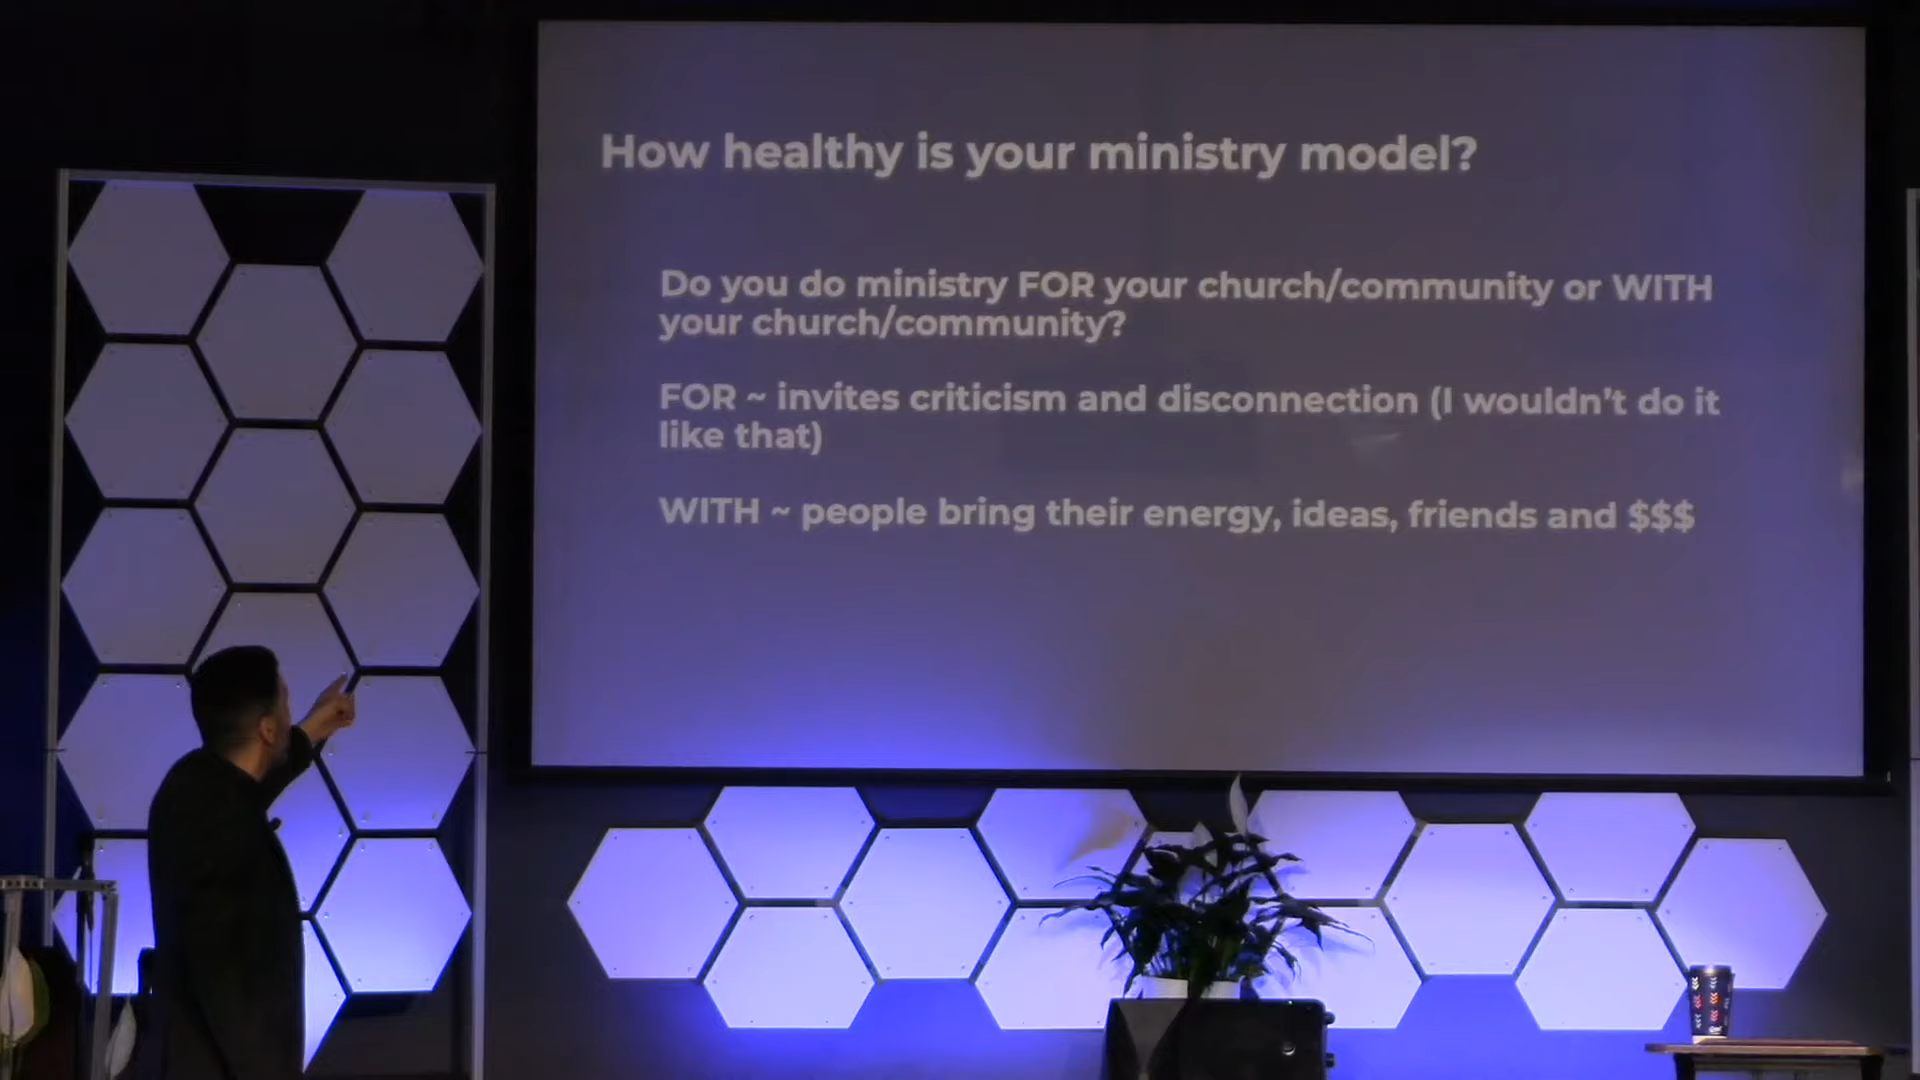 How healthy is your ministry model?
Do you do ministry FOR your church/community or WITH
your church/community?
FOR ~ invites criticism and disconnection (I wouldn't do it
like that)
WITH ~ people bring their energy, ideas, friends and $$$